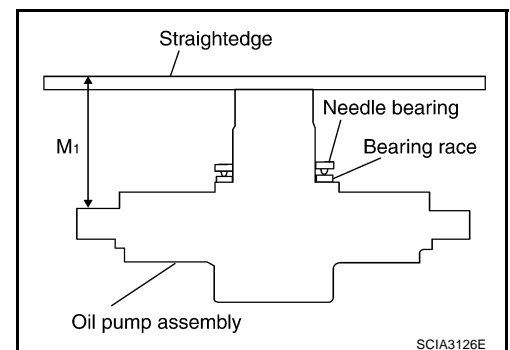 Straightedge
Needle bearing
Bearing race
M1
Oil pump assembly
SCIA3126E